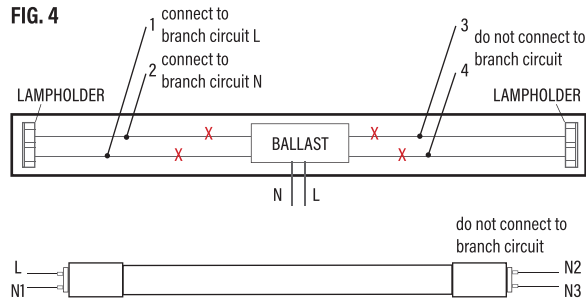 FIG. 4
1 connect to
branch circuit L
2 connect to
branch circuit N
3
do not connect to
branch circuit
4
LAMPHOLDER
LAMPHOLDER
X
X
X
X
BALLAST
N L
do not connect to
branch circuit
L
N1
N2
N3